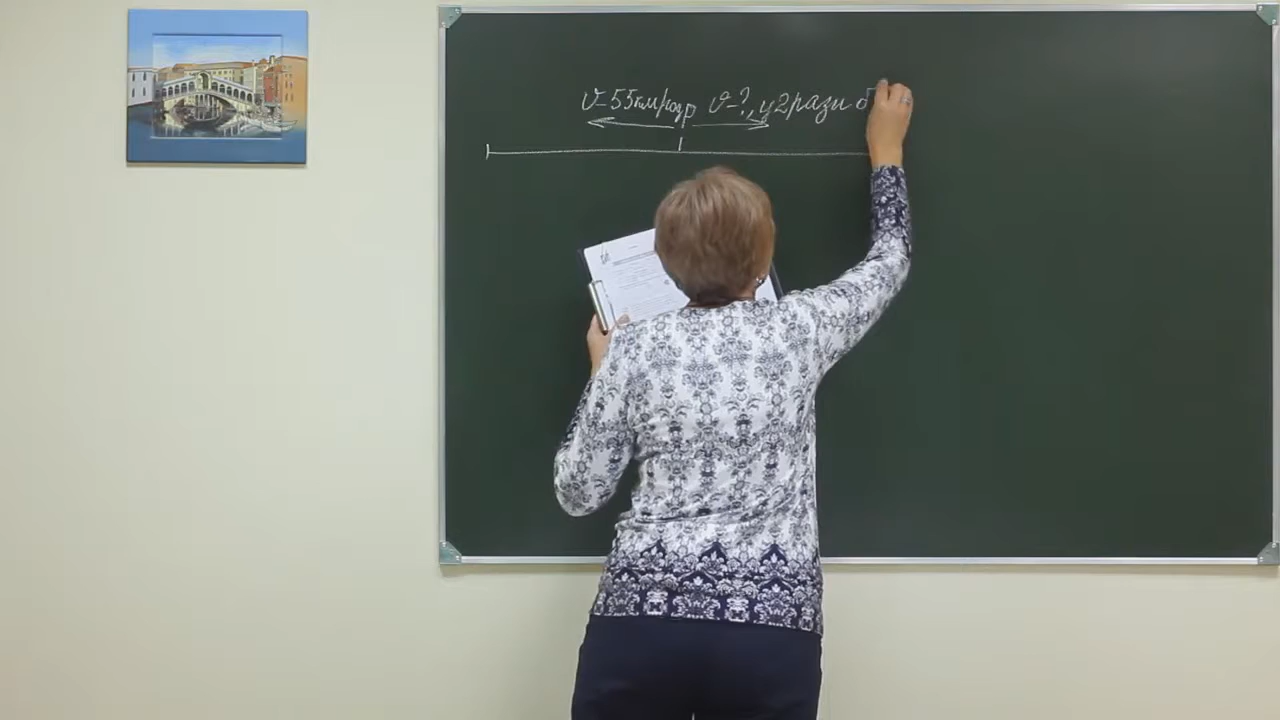 v-55км/год v-?, у 2 рази б